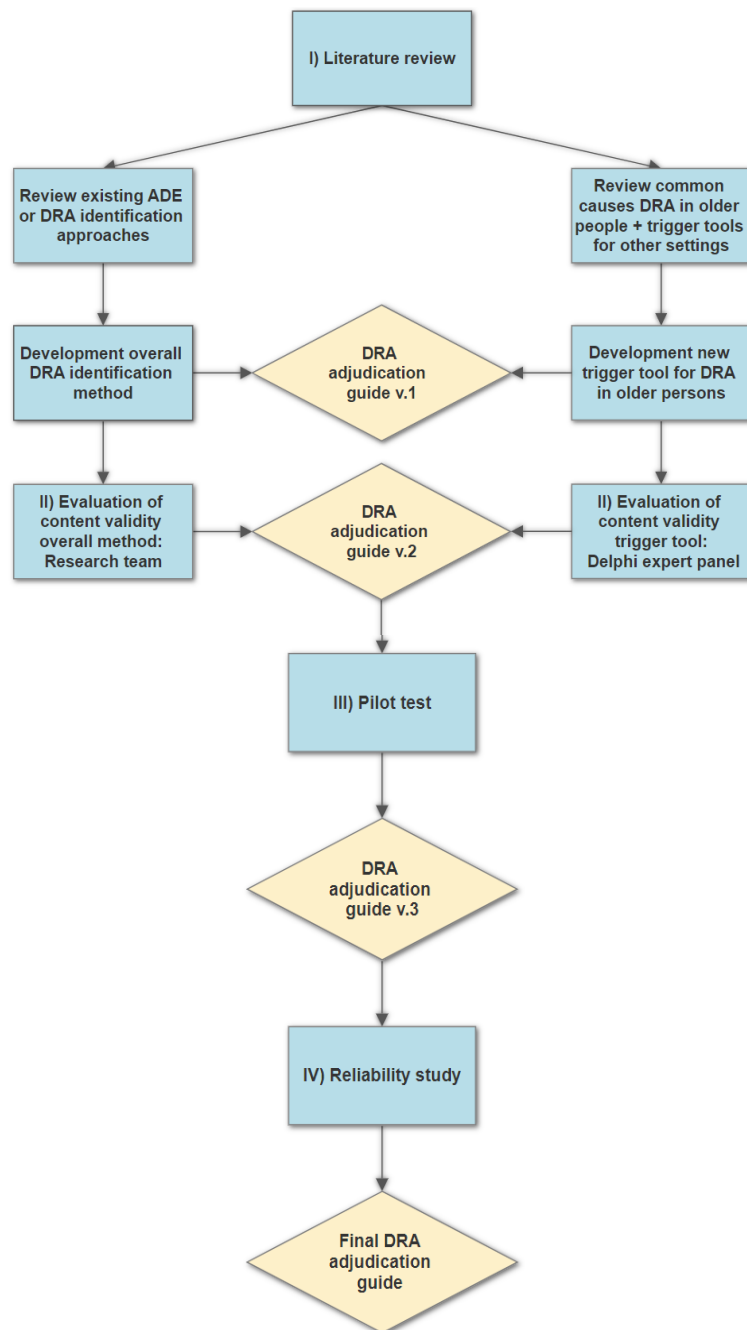 I) Literature review
Review existing ADE
or DRA identification
approaches
Review common
causes DRA in older
people + trigger tools
for other settings
Development overall
DRA identification
method
DRA
adjudication
guide v.1
Development new
trigger tool for DRA
in older persons
II) Evaluation of
content validity
overall method:
Research team
DRA
adjudication
guide v.2
II) Evaluation of
content validity
trigger tool:
Delphi expert panel
III) Pilot test
DRA
adjudication
guide v.3
IV) Reliability study
Final DRA
adjudication
guide